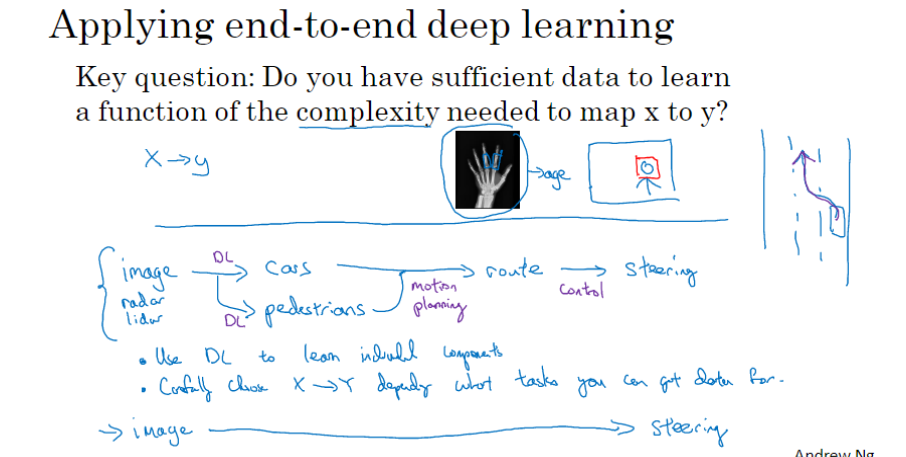 Applying end-to-end deep learning
Key question: Do you have sufficient data to learn
a function of the complexity needed to map x to y?
X → y
→ age
image DL → cars → route → steering
radar
lidar
DL → pedestrians
motion planning
control
• Use DL to learn individual components
• Carefully choose X → Y depending what tasks you can get data for.
→ image → steering
Andrew Ng